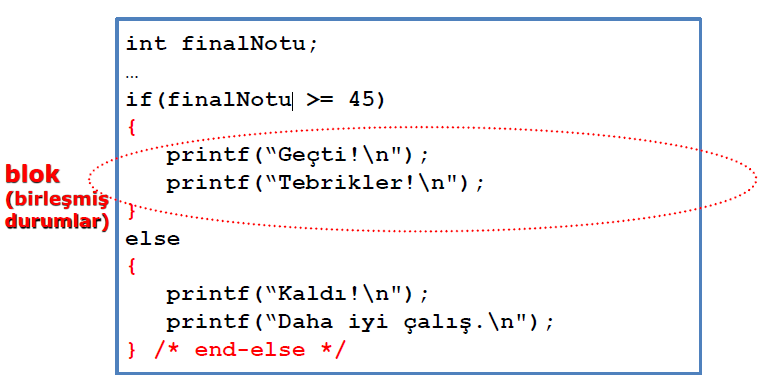 int finalNotu;
...
if(finalNotu >= 45)
{
printf(“Geçti!\n");
printf(“Tebrikler!\n");
}
else
{
printf(“Kaldı!\n");
printf(“Daha iyi çalış.\n");
} /* end-else */
blok
(birleşmiş
durumlar)